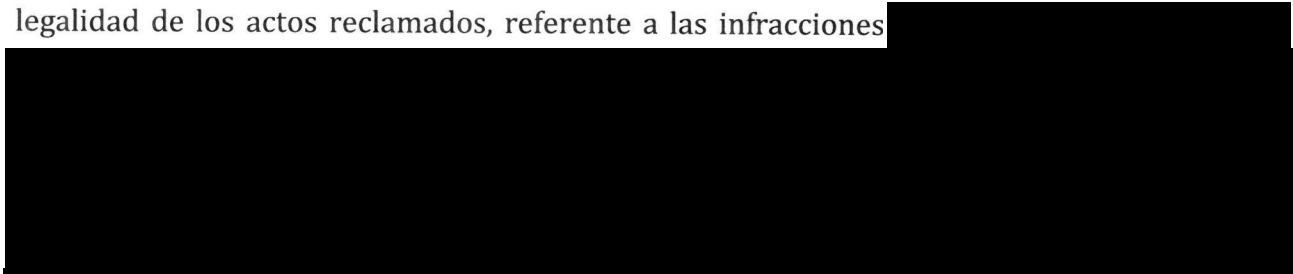 legalidad de los actos reclamados, referente a las infracciones